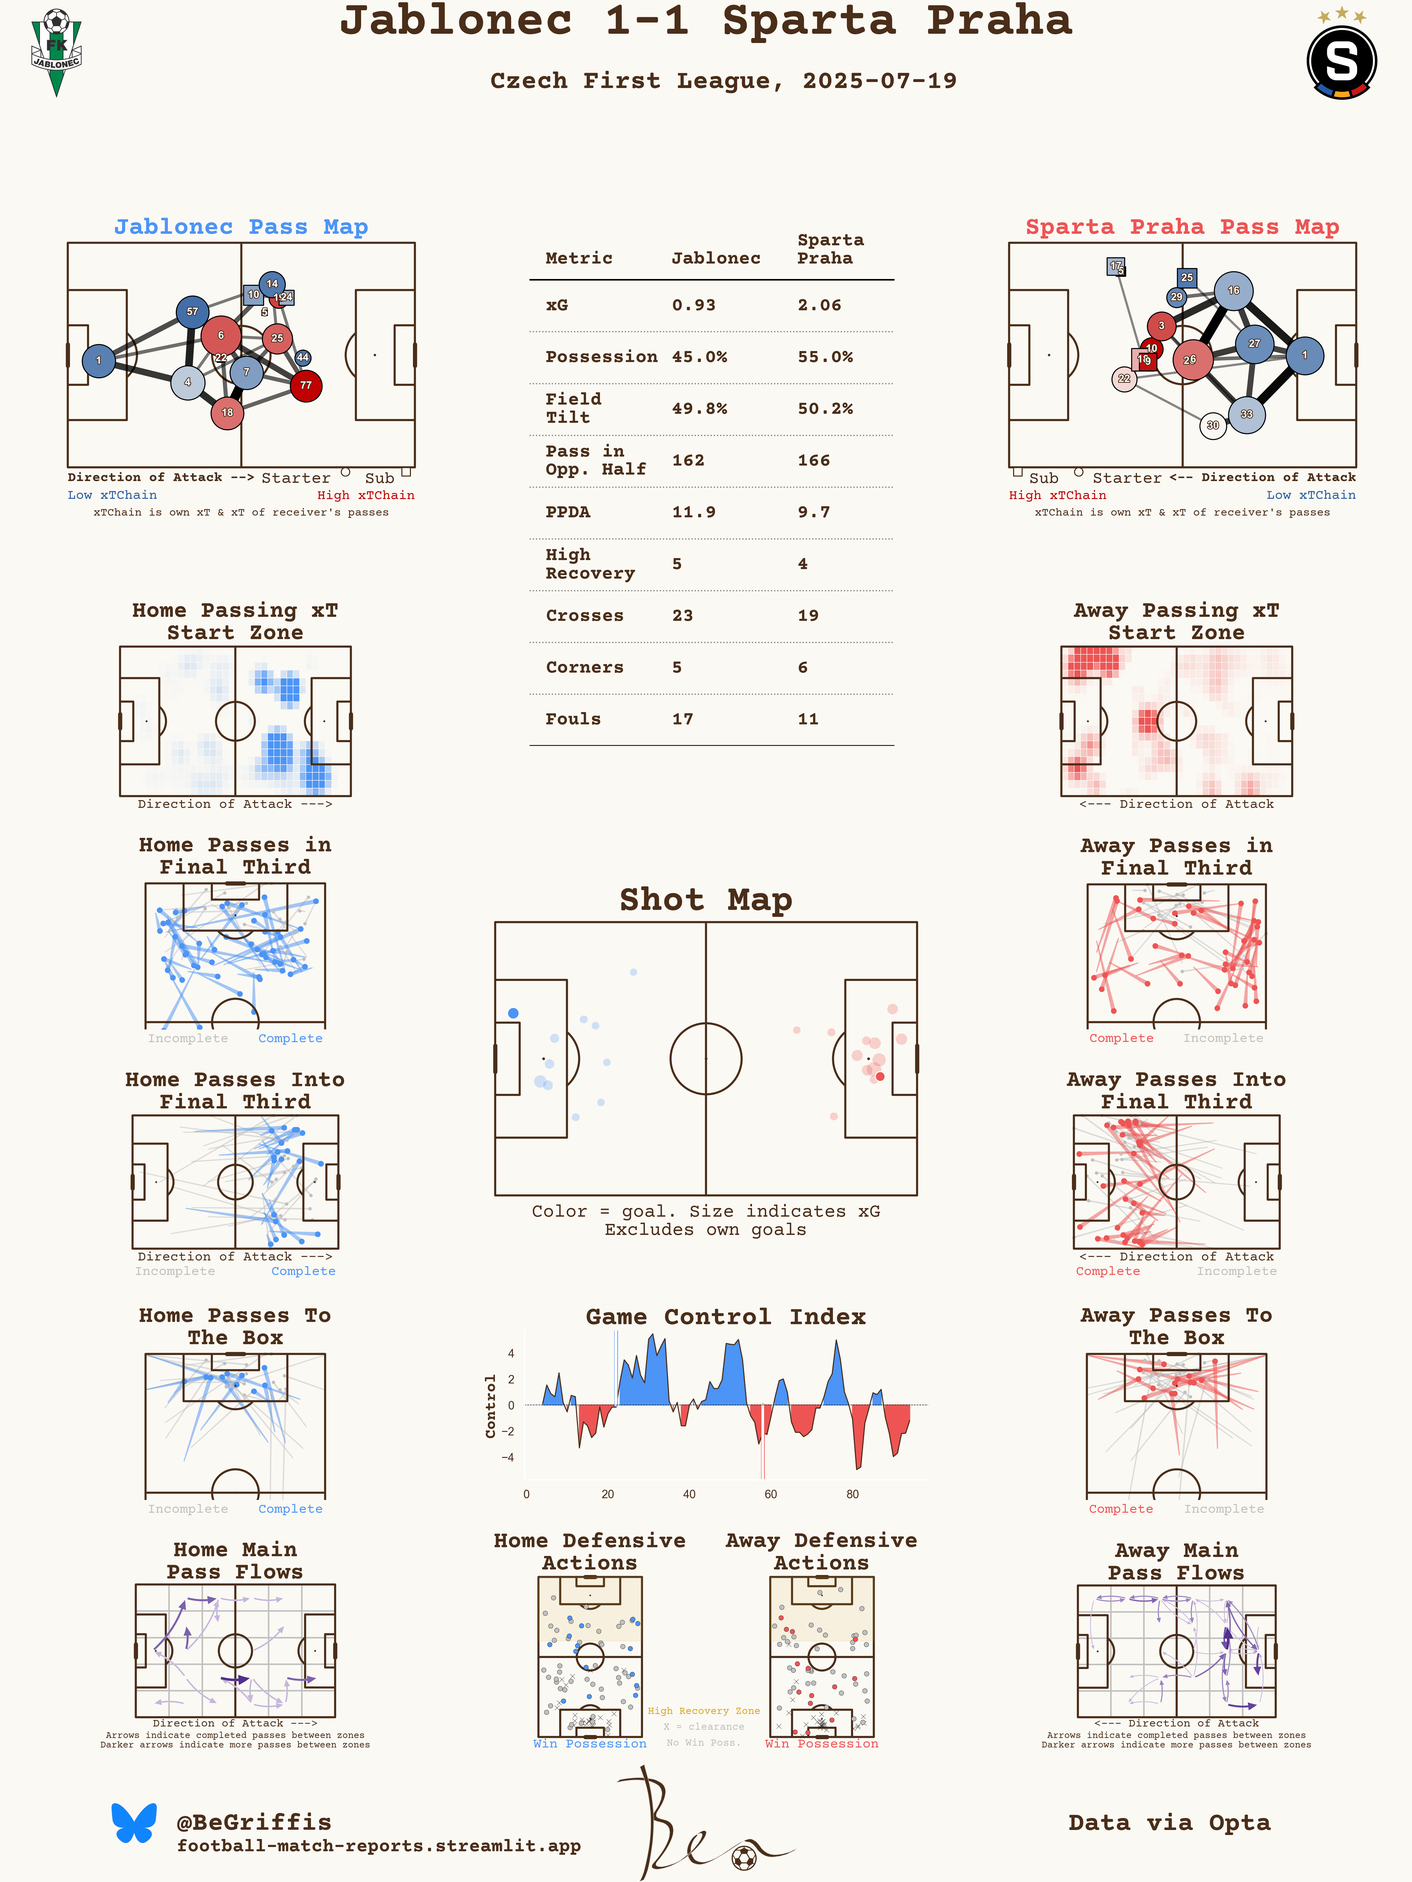 Jablonec 1-1 Sparta Praha
Czech First League, 2025-07-19
FK
JABLONEC
S
Jablonec Pass Map
1
57
4
6
22
18
7
10
14
24
5
25
44
77
Direction of Attack --> Starter Sub
Low xTChain High xTChain
xTChain is own xT & xT of receiver's passes
Metric Jablonec Sparta Praha
xG 0.93 2.06
Possession 45.0% 55.0%
Field Tilt 49.8% 50.2%
Pass in Opp. Half 162 166
PPDA 11.9 9.7
High Recovery 5 4
Crosses 23 19
Corners 5 6
Fouls 17 11
Sparta Praha Pass Map
17
25
29
16
3
10
9
26
27
1
22
30
33
Sub Starter <-- Direction of Attack
High xTChain Low xTChain
xTChain is own xT & xT of receiver's passes
Home Passing xT
Start Zone
Direction of Attack --->
Away Passing xT
Start Zone
<--- Direction of Attack
Home Passes in
Final Third
Incomplete Complete
Away Passes in
Final Third
Complete Incomplete
Shot Map
Color = goal. Size indicates xG
Excludes own goals
Home Passes Into
Final Third
Direction of Attack --->
Incomplete Complete
Away Passes Into
Final Third
<--- Direction of Attack
Complete Incomplete
Home Passes To
The Box
Incomplete Complete
Game Control Index
Control
4
2
0
−2
−4
0 20 40 60 80
Away Passes To
The Box
Complete Incomplete
Home Main
Pass Flows
Direction of Attack --->
Arrows indicate completed passes between zones
Darker arrows indicate more passes between zones
Home Defensive
Actions
Win Possession
Away Defensive
Actions
Win Possession
High Recovery Zone
X = clearance
No Win Poss.
Away Main
Pass Flows
<--- Direction of Attack
Arrows indicate completed passes between zones
Darker arrows indicate more passes between zones
@BeGriffis
football-match-reports.streamlit.app
Ben
Data via Opta